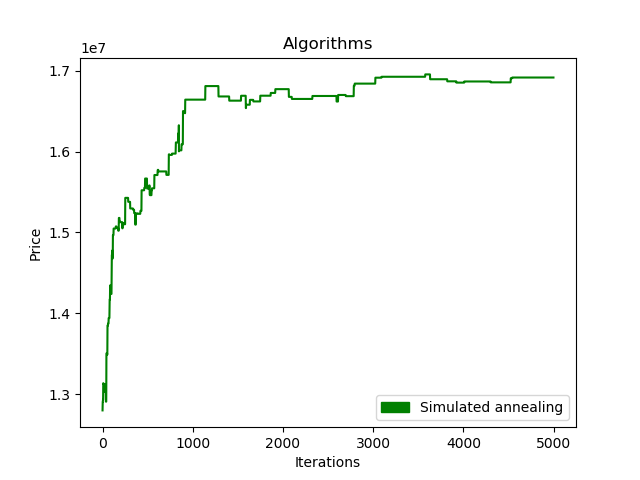 Algorithms
1e7
1.7
1.6
1.5
1.4
1.3
Price
0
1000
2000
3000
4000
5000
Iterations
Simulated annealing